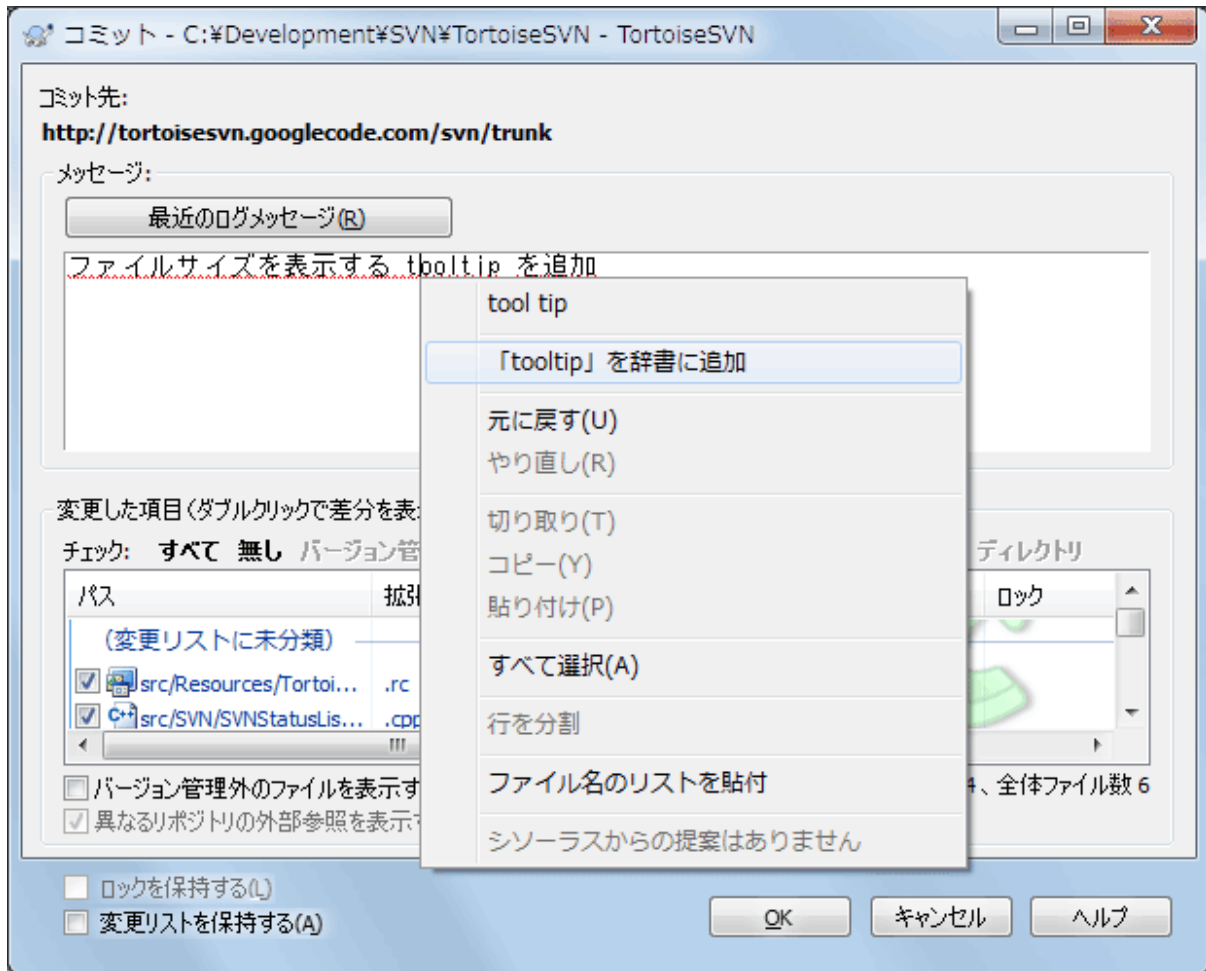 コミット - C:¥Development¥SVN¥TortoiseSVN - TortoiseSVN
コミット先:
http://tortoisesvn.googlecode.com/svn/trunk
メッセージ:
最近のログメッセージ(R)
ファイルサイズを表示する tooltip を追加
tool tip
「tooltip」を辞書に追加
元に戻す(U)
やり直し(R)
切り取り(T)
コピー(Y)
貼り付け(P)
すべて選択(A)
行を分割
ファイル名のリストを貼付
シソーラスからの提案はありません
変更した項目(ダブルクリックで差分を表
チェック: すべて 無し バージョン管 ディレクトリ
パス 拡張 ロック
(変更リストに未分類)
src/Resources/Tortoi... .rc
src/SVN/SVNStatusLis... .cpp
バージョン管理外のファイルを表示す 、全体ファイル数 6
異なるリポジトリの外部参照を表示
ロックを保持する(L)
変更リストを保持する(A)
OK キャンセル ヘルプ